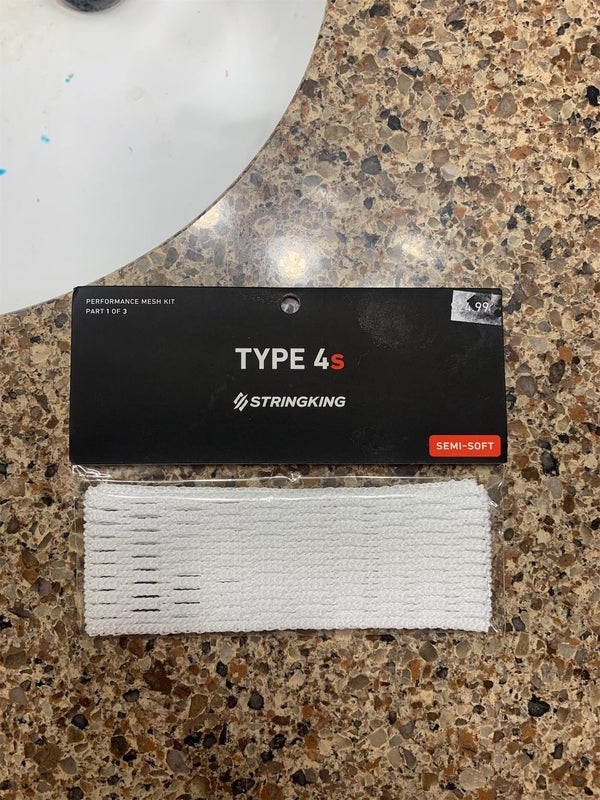 PERFORMANCE MESH KIT
PART 1 OF 3
TYPE 4s
STRINGKING
SEMI-SOFT